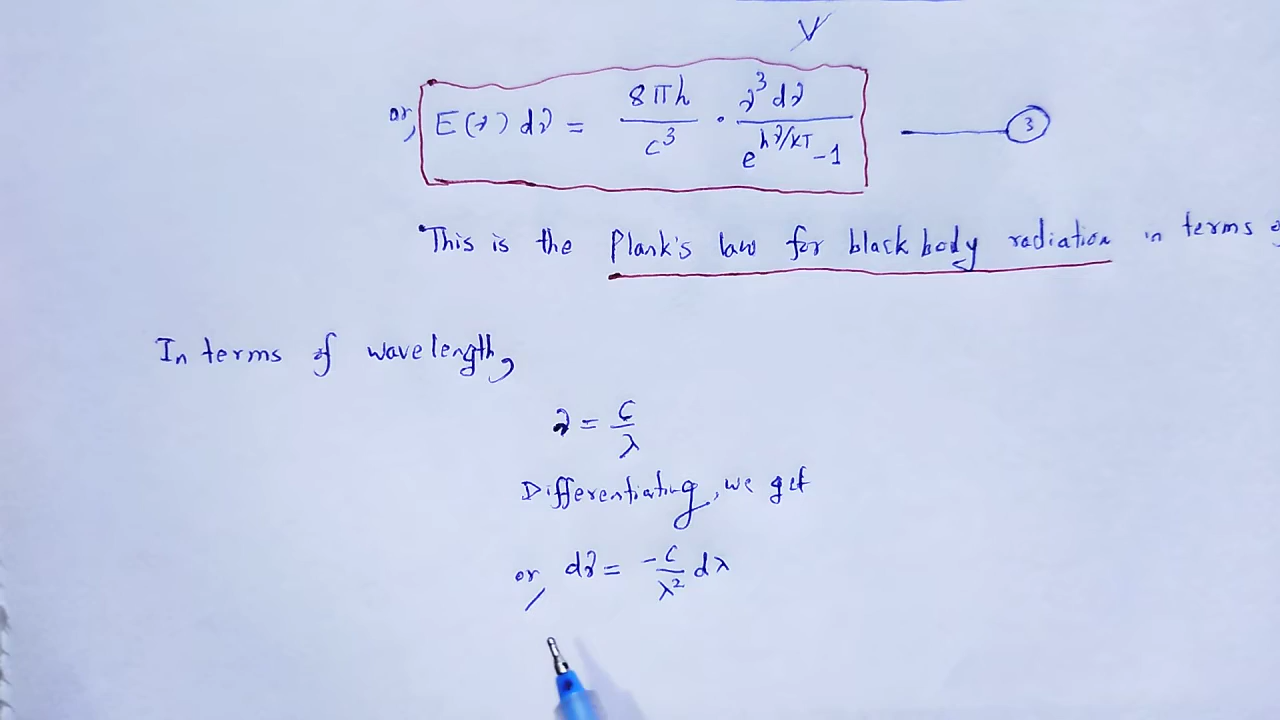 V
or, E(ν) dν = 8πh / c³ · ν³ dν / e^(hν/KT) - 1 ——— ③
This is the Plank's law for black body radiation in terms
In terms of wavelength,
ν = c / λ
Differentiating, we get
or, dν = -c / λ² dλ